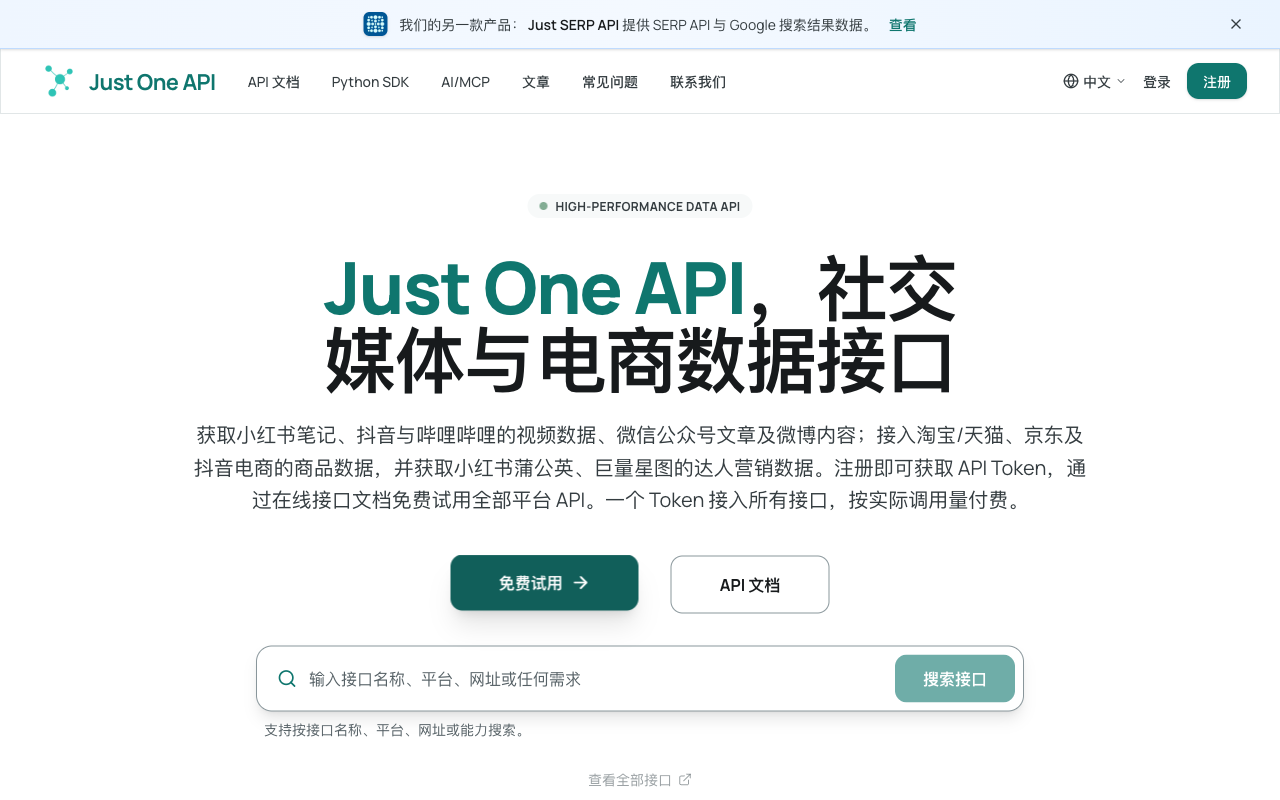 我们的另一款产品： Just SERP API 提供 SERP API 与 Google 搜索结果数据。 查看
Just One API
API 文档 Python SDK AI/MCP 文章 常见问题 联系我们
中文 登录 注册
HIGH-PERFORMANCE DATA API
Just One API，社交
媒体与电商数据接口
获取小红书笔记、抖音与哔哩哔哩的视频数据、微信公众号文章及微博内容；接入淘宝/天猫、京东及
抖音电商的商品数据，并获取小红书蒲公英、巨量星图的达人营销数据。注册即可获取 API Token，通
过在线接口文档免费试用全部平台 API。一个 Token 接入所有接口，按实际调用量付费。
免费试用 API 文档
输入接口名称、平台、网址或任何需求 搜索接口
支持按接口名称、平台、网址或能力搜索。
查看全部接口